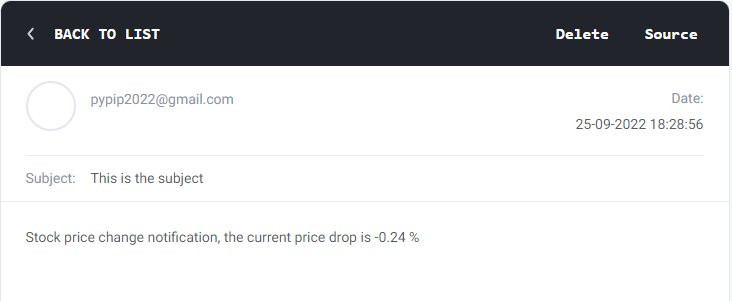 BACK TO LIST Delete Source
pypip2022@gmail.com
Date:
25-09-2022 18:28:56
Subject: This is the subject
Stock price change notification, the current price drop is -0.24 %